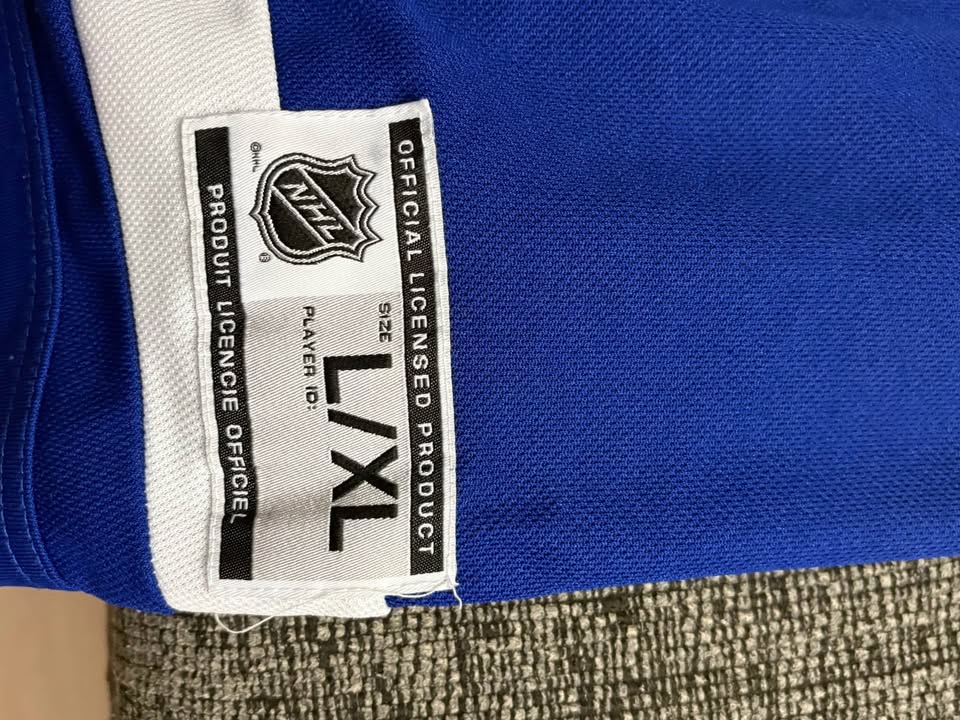 OFFICIAL LICENSED PRODUCT
©NHL
NHL
®
SIZE L/XL
PLAYER ID:
PRODUIT LICENCIE OFFICIEL